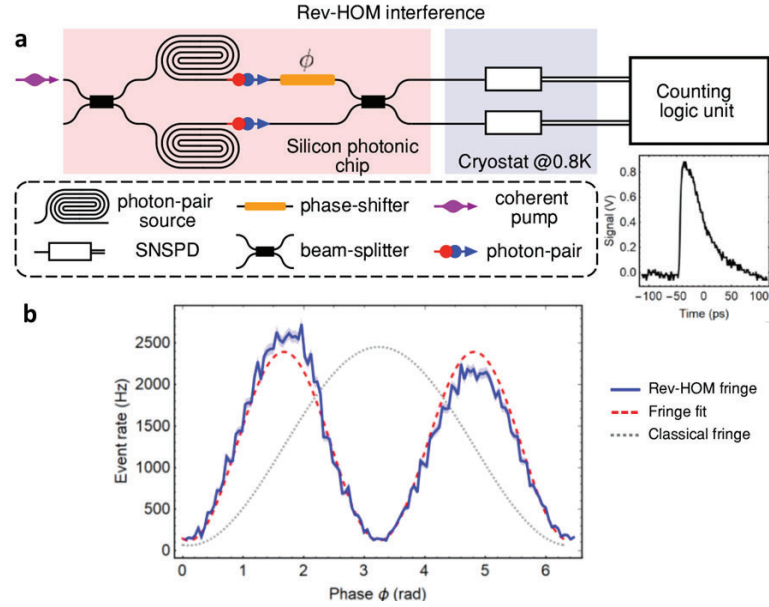 Rev-HOM interference
a
ϕ
Silicon photonic
chip
Cryostat @0.8K
Counting
logic unit
photon-pair
source
phase-shifter
coherent
pump
SNSPD
beam-splitter
photon-pair
Signal (V)
0.8
0.6
0.4
0.2
0.0
−100 −50 0 50 100
Time (ps)
b
Event rate (Hz)
2500
2000
1500
1000
500
0
0 1 2 3 4 5 6
Phase ϕ (rad)
Rev-HOM fringe
Fringe fit
Classical fringe